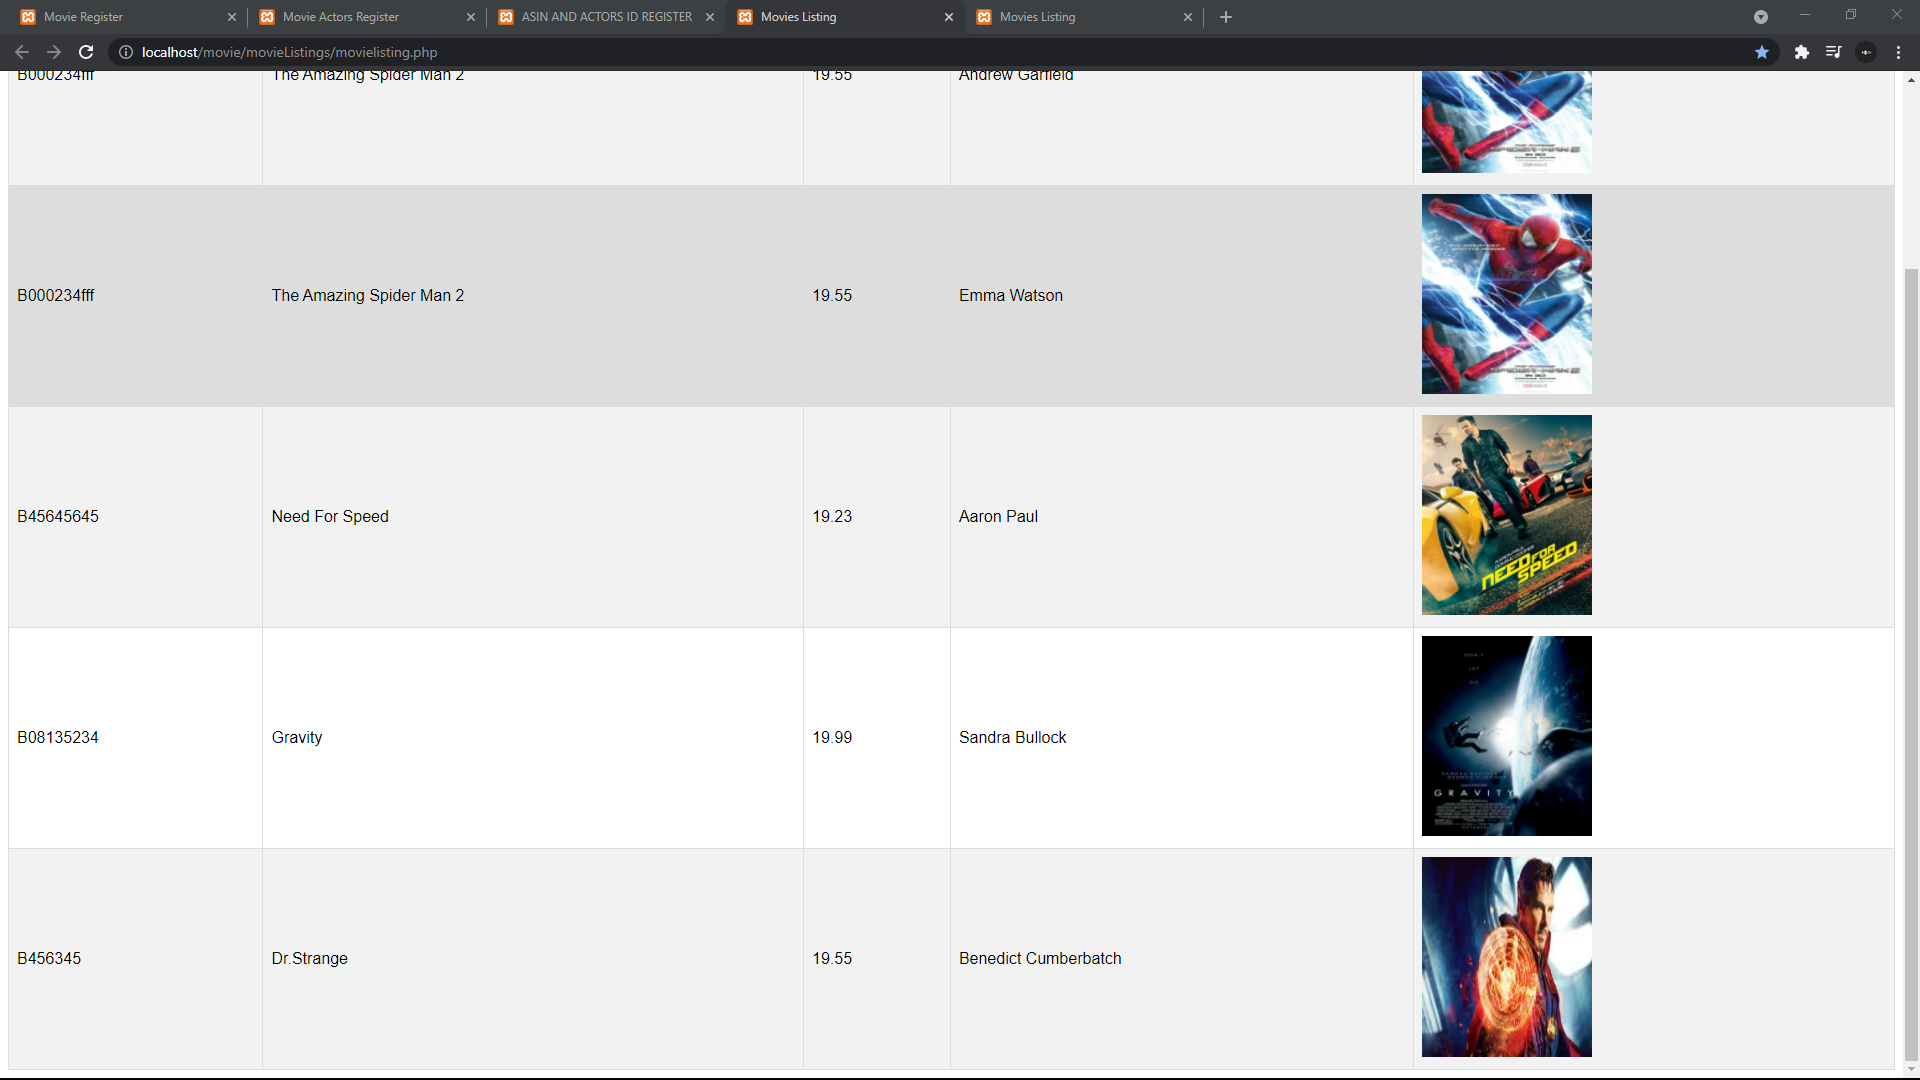 Movie Register
Movie Actors Register
ASIN AND ACTORS ID REGISTER
Movies Listing
Movies Listing
localhost/movie/movieListings/movielisting.php
B000234fff The Amazing Spider Man 2 19.55 Andrew Garfield
B000234fff The Amazing Spider Man 2 19.55 Emma Watson
B45645645 Need For Speed 19.23 Aaron Paul
NEED FOR
SPEED
B08135234 Gravity 19.99 Sandra Bullock
DON'T
LET
GO
GRAVITY
B456345 Dr.Strange 19.55 Benedict Cumberbatch